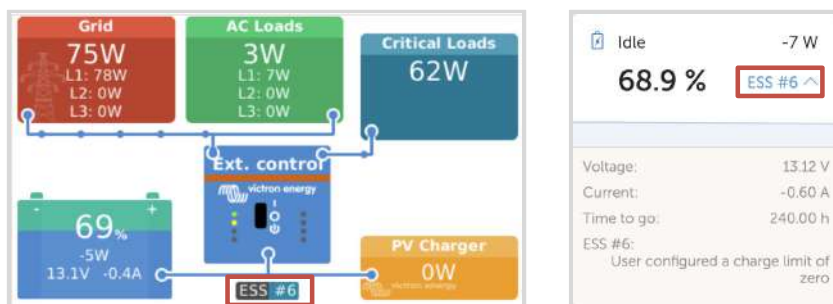 Grid
75W
L1: 78W
L2: 0W
L3: 0W
AC Loads
3W
L1: 7W
L2: 0W
L3: 0W
Critical Loads
62W
Ext. control
victron energy
69%
-5W
13.1V -0.4A
ESS #6
PV Charger
0W
victron energy
Idle -7 W
68.9 % ESS #6
Voltage: 13.12 V
Current: -0.60 A
Time to go: 240.00 h
ESS #6:
User configured a charge limit of
zero